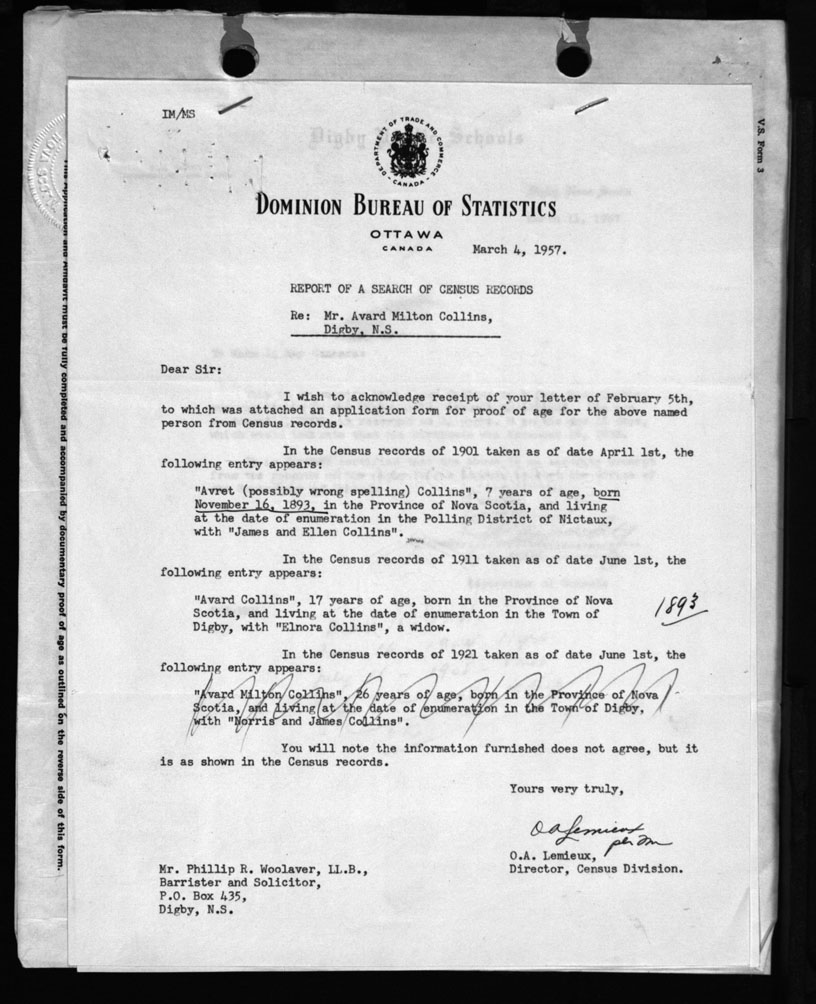 V.S. Form 3
IM/MS
DEPARTMENT OF TRADE AND COMMERCE
- CANADA -
DOMINION BUREAU OF STATISTICS
OTTAWA
CANADA
March 4, 1957.
REPORT OF A SEARCH OF CENSUS RECORDS
Re: Mr. Avard Milton Collins,
Digby, N.S.
Dear Sir:
I wish to acknowledge receipt of your letter of February 5th,
to which was attached an application form for proof of age for the above named
person from Census records.
In the Census records of 1901 taken as of date April 1st, the
following entry appears:
"Avret (possibly wrong spelling) Collins", 7 years of age, born
November 16, 1893, in the Province of Nova Scotia, and living
at the date of enumeration in the Polling District of Nictaux,
with "James and Ellen Collins".
In the Census records of 1911 taken as of date June 1st, the
following entry appears:
"Avard Collins", 17 years of age, born in the Province of Nova
Scotia, and living at the date of enumeration in the Town of
Digby, with "Elnora Collins", a widow.
1893
In the Census records of 1921 taken as of date June 1st, the
following entry appears:
"Avard Milton Collins", 26 years of age, born in the Province of Nova
Scotia, and living at the date of enumeration in the Town of Digby,
with "Norris and James Collins".
You will note the information furnished does not agree, but it
is as shown in the Census records.
Yours very truly,
O A Lemieux
per
O.A. Lemieux,
Director, Census Division.
Mr. Phillip R. Woolaver, LL.B.,
Barrister and Solicitor,
P.O. Box 435,
Digby, N.S.
Application and Affidavit must be fully completed and accompanied by documentary proof of age as outlined on the reverse side of this form.